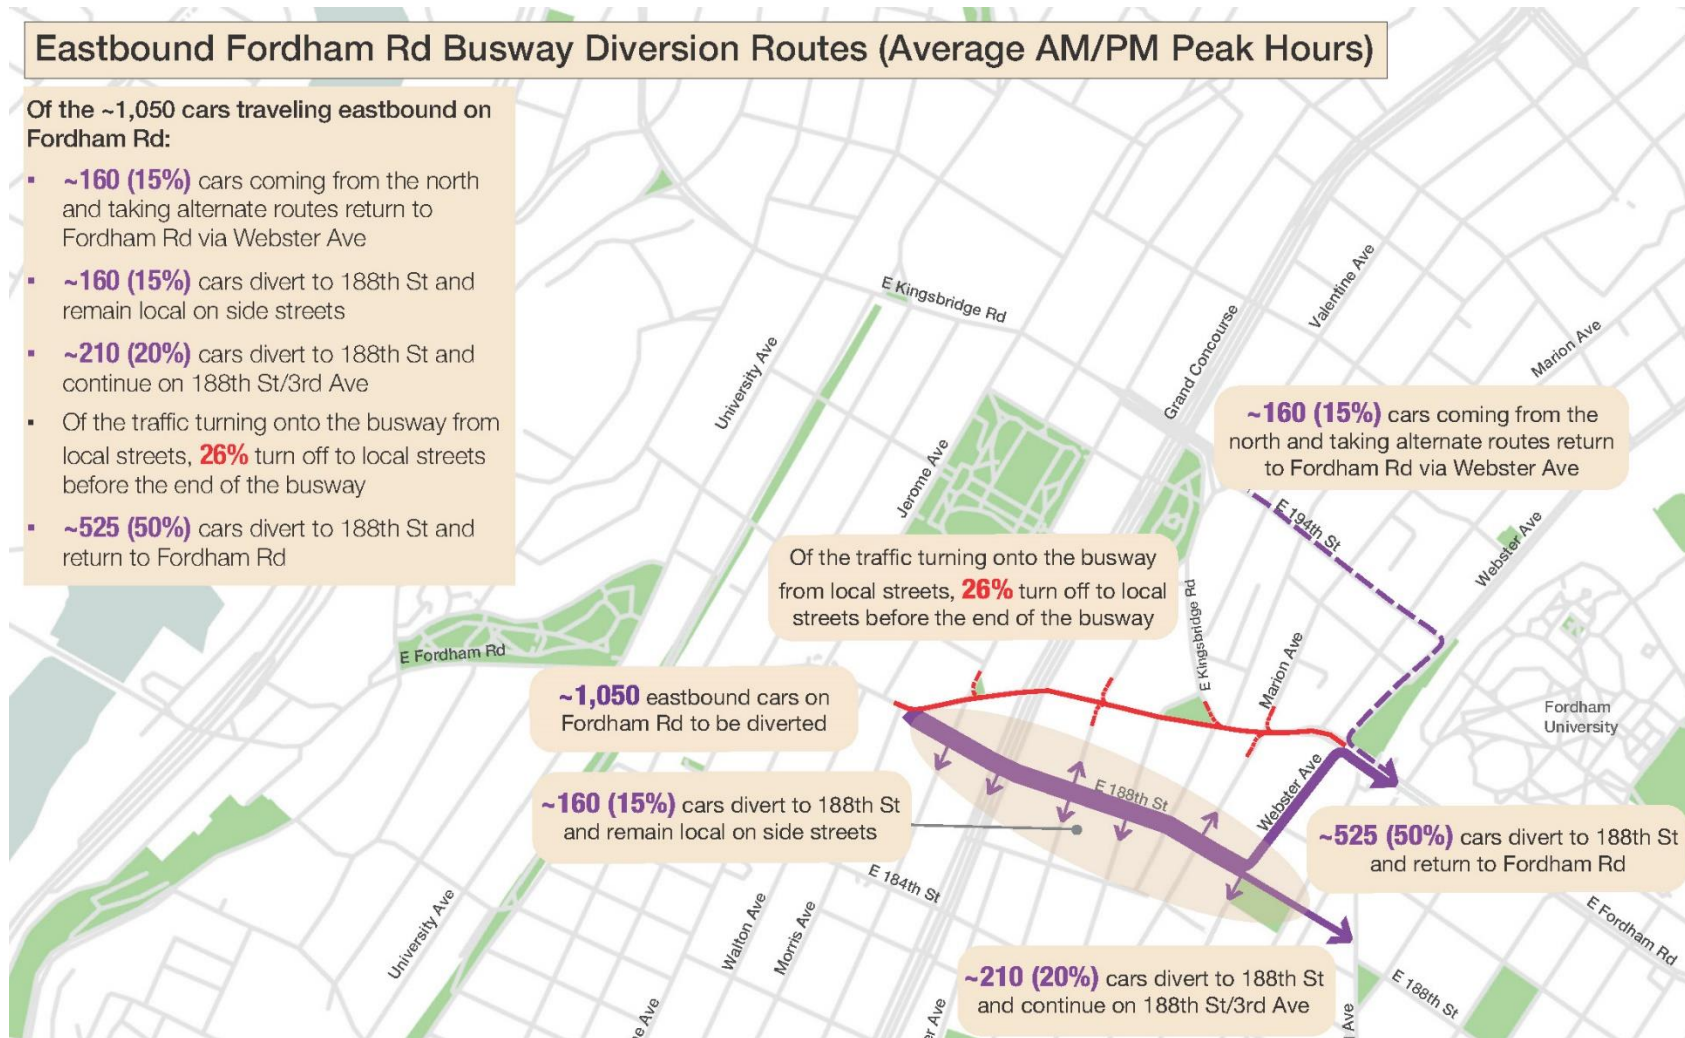 Eastbound Fordham Rd Busway Diversion Routes (Average AM/PM Peak Hours)
Of the ~1,050 cars traveling eastbound on
Fordham Rd:
▪ ~160 (15%) cars coming from the north
and taking alternate routes return to
Fordham Rd via Webster Ave
▪ ~160 (15%) cars divert to 188th St and
remain local on side streets
▪ ~210 (20%) cars divert to 188th St and
continue on 188th St/3rd Ave
▪ Of the traffic turning onto the busway from
local streets, 26% turn off to local streets
before the end of the busway
▪ ~525 (50%) cars divert to 188th St and
return to Fordham Rd
E Kingsbridge Rd
University Ave
Grand Concourse
Valentine Ave
Marion Ave
Jerome Ave
~160 (15%) cars coming from the
north and taking alternate routes return
to Fordham Rd via Webster Ave
E 194th St
Webster Ave
Of the traffic turning onto the busway
from local streets, 26% turn off to local
streets before the end of the busway
E Kingsbridge Rd
Marion Ave
E Fordham Rd
~1,050 eastbound cars on
Fordham Rd to be diverted
Fordham
University
~160 (15%) cars divert to 188th St
and remain local on side streets
E 188th St
Webster Ave
~525 (50%) cars divert to 188th St
and return to Fordham Rd
E 184th St
University Ave
Walton Ave
Morris Ave
E Fordham Rd
~210 (20%) cars divert to 188th St
and continue on 188th St/3rd Ave
E 188th St
Ave
Ave